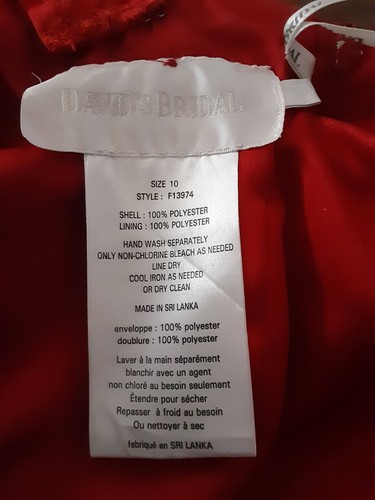 DAVID'S BRIDAL
SIZE 10
STYLE : F13974
SHELL : 100% POLYESTER
LINING : 100% POLYESTER
HAND WASH SEPARATELY
ONLY NON-CHLORINE BLEACH AS NEEDED
LINE DRY
COOL IRON AS NEEDED
OR DRY CLEAN
MADE IN SRI LANKA
enveloppe : 100% polyester
doublure : 100% polyester
Laver à la main séparément
blanchir avec un agent
non chloré au besoin seulement
Étendre pour sécher
Repasser à froid au besoin
Ou nettoyer à sec
fabriqué en SRI LANKA